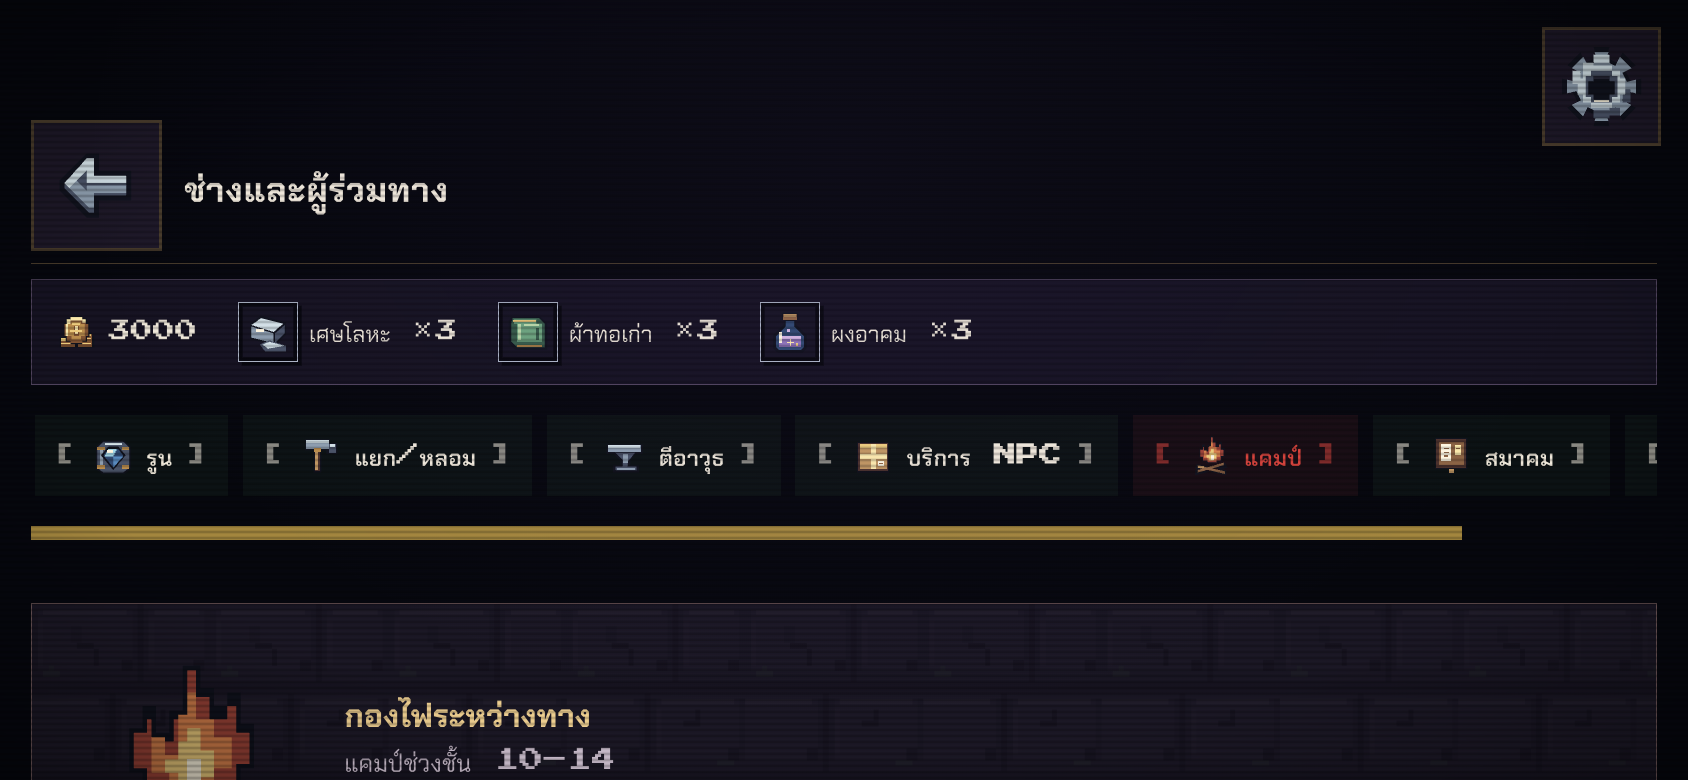 ช่างและผู้ร่วมทาง
3000 เศษโลหะ ×3 ผ้าทอเก่า ×3 ผงอาคม ×3
[ รูน ] [ แยก/หลอม ] [ ตีอาวุธ ] [ บริการ NPC ] [ แคมป์ ] [ สมาคม ] [
กองไฟระหว่างทาง
แคมป์ช่วงชั้น 10–14